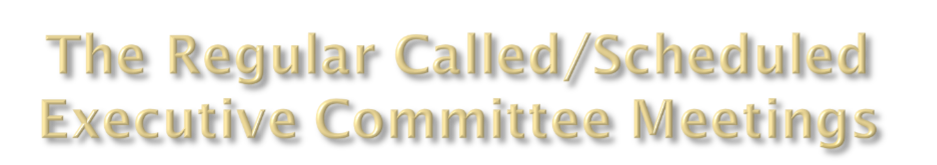 The Regular Called/Scheduled
Executive Committee Meetings